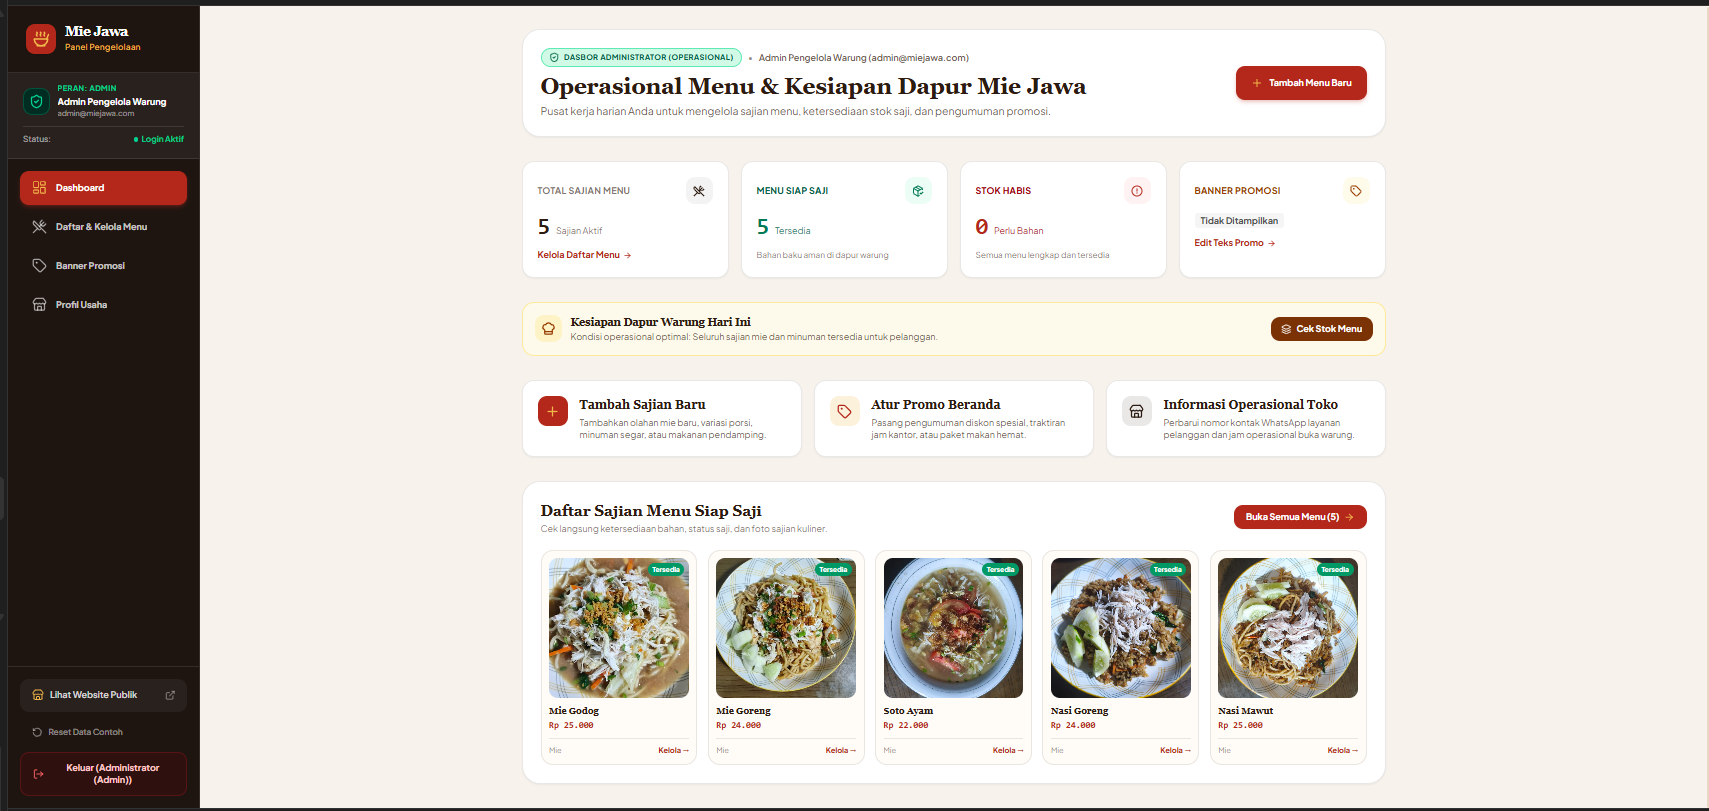 Mie Jawa
Panel Pengelolaan
PERAN: ADMIN
Admin Pengelola Warung
admin@miejawa.com
Status:
Login Aktif
Dashboard
Daftar & Kelola Menu
Banner Promosi
Profil Usaha
Lihat Website Publik
Reset Data Contoh
Keluar (Administrator
(Admin))
DASBOR ADMINISTRATOR (OPERASIONAL)
• Admin Pengelola Warung (admin@miejawa.com)
Operasional Menu & Kesiapan Dapur Mie Jawa
Pusat kerja harian Anda untuk mengelola sajian menu, ketersediaan stok saji, dan pengumuman promosi.
+ Tambah Menu Baru
TOTAL SAJIAN MENU
5 Sajian Aktif
Kelola Daftar Menu →
MENU SIAP SAJI
5 Tersedia
Bahan baku aman di dapur warung
STOK HABIS
0 Perlu Bahan
Semua menu lengkap dan tersedia
BANNER PROMOSI
Tidak Ditampilkan
Edit Teks Promo →
Kesiapan Dapur Warung Hari Ini
Kondisi operasional optimal: Seluruh sajian mie dan minuman tersedia untuk pelanggan.
Cek Stok Menu
Tambah Sajian Baru
Tambahkan olahan mie baru, variasi porsi,
minuman segar, atau makanan pendamping.
Atur Promo Beranda
Pasang pengumuman diskon spesial, traktiran
jam kantor, atau paket makan hemat.
Informasi Operasional Toko
Perbarui nomor kontak WhatsApp layanan
pelanggan dan jam operasional buka warung.
Daftar Sajian Menu Siap Saji
Cek langsung ketersediaan bahan, status saji, dan foto sajian kuliner.
Buka Semua Menu (5) →
Tersedia
Mie Godog
Rp 25.000
Mie
Kelola →
Tersedia
Mie Goreng
Rp 24.000
Mie
Kelola →
Tersedia
Soto Ayam
Rp 22.000
Mie
Kelola →
Tersedia
Nasi Goreng
Rp 24.000
Mie
Kelola →
Tersedia
Nasi Mawut
Rp 25.000
Mie
Kelola →